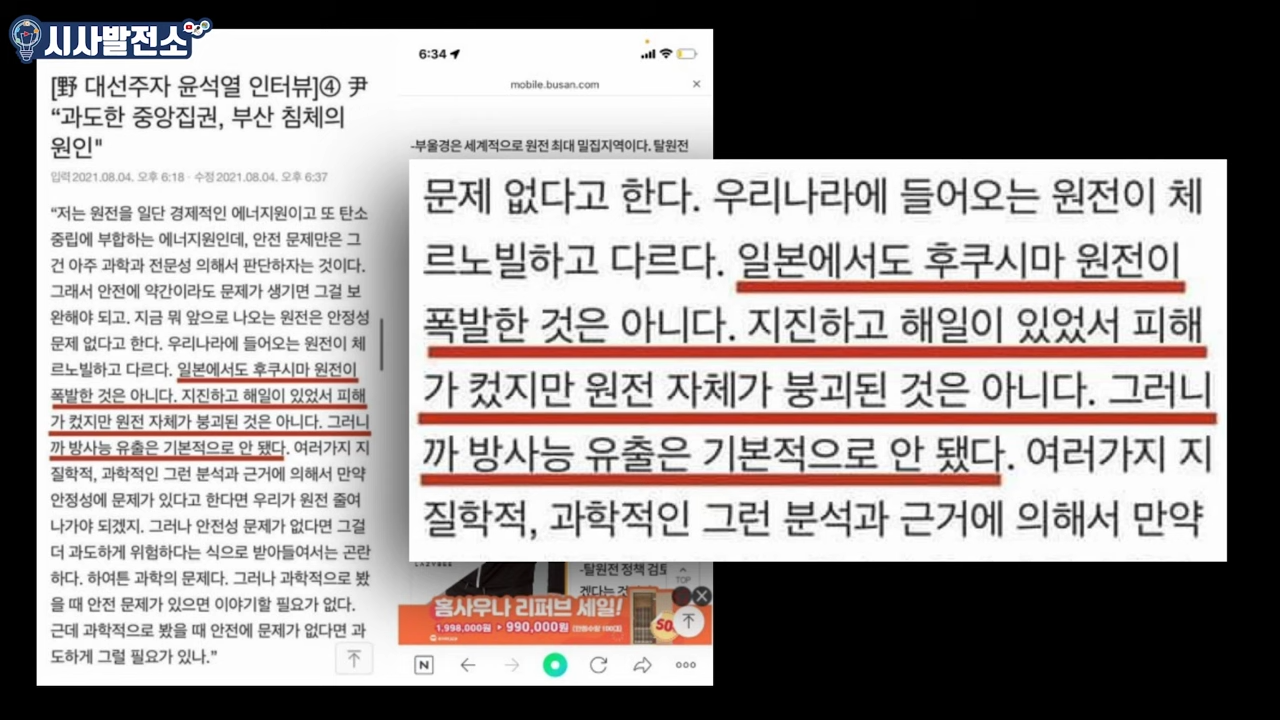 시사발전소
[野 대선주자 윤석열 인터뷰]④ 尹
“과도한 중앙집권, 부산 침체의
원인"
입력 2021.08.04. 오후 6:18 · 수정 2021.08.04. 오후 6:37
“저는 원전을 일단 경제적인 에너지원이고 또 탄소
중립에 부합하는 에너지원인데, 안전 문제만은 그
건 아주 과학과 전문성 의해서 판단하자는 것이다.
그래서 안전에 약간이라도 문제가 생기면 그걸 보
완해야 되고. 지금 뭐 앞으로 나오는 원전은 안정성
문제 없다고 한다. 우리나라에 들어오는 원전이 체
르노빌하고 다르다. 일본에서도 후쿠시마 원전이
폭발한 것은 아니다. 지진하고 해일이 있었서 피해
가 컸지만 원전 자체가 붕괴된 것은 아니다. 그러니
까 방사능 유출은 기본적으로 안 됐다. 여러가지 지
질학적, 과학적인 그런 분석과 근거에 의해서 만약
안정성에 문제가 있다고 한다면 우리가 원전 줄여
나가야 되겠지. 그러나 안전성 문제가 없다면 그걸
더 과도하게 위험하다는 식으로 받아들여서는 곤란
하다. 하여튼 과학의 문제다. 그러나 과학적으로 봤
을 때 안전 문제가 있으면 이야기할 필요가 없다.
근데 과학적으로 봤을 때 안전에 문제가 없다면 과
도하게 그럴 필요가 있나.”
6:34
mobile.busan.com
-부울경은 세계적으로 원전 최대 밀집지역이다. 탈원전
문제 없다고 한다. 우리나라에 들어오는 원전이 체
르노빌하고 다르다. 일본에서도 후쿠시마 원전이
폭발한 것은 아니다. 지진하고 해일이 있었서 피해
가 컸지만 원전 자체가 붕괴된 것은 아니다. 그러니
까 방사능 유출은 기본적으로 안 됐다. 여러가지 지
질학적, 과학적인 그런 분석과 근거에 의해서 만약
-탈원전 정책 검토
겠다는
TOP
홈사우나 리퍼브 세일!
1,998,000원 ▸ 990,000원 (한정수량 100대)
50
N